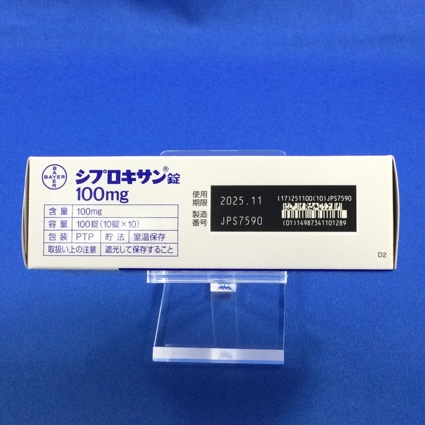 BAYER
BAYER
シプロキサン®錠
100mg
含量 100mg
容量 100錠(10錠×10)
包装 PTP 貯法 室温保存
取扱い上の注意 遮光して保存すること
使用期限 2025.11
製造番号 JPS7590
(17)251100(10)JPS7590
(01)14987341101289
D2